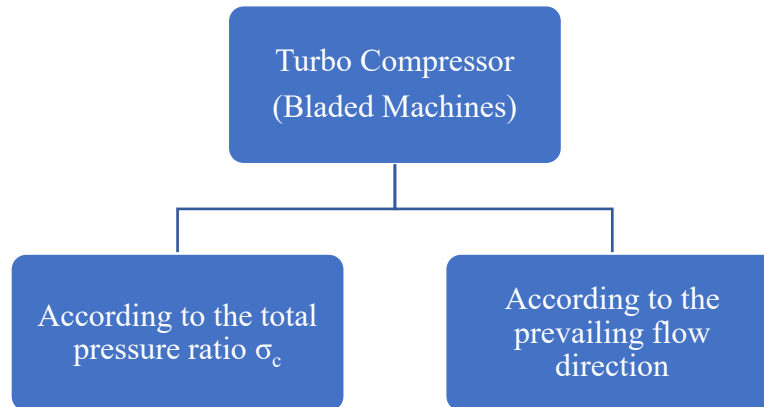 Turbo Compressor
(Bladed Machines)
According to the total
pressure ratio σc
According to the
prevailing flow
direction